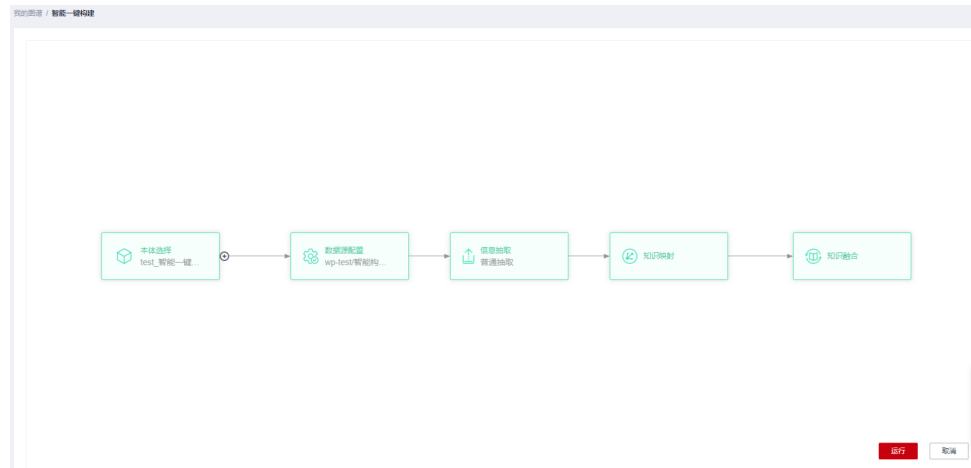 我的图谱 / 智能一键构建
本体选择
test_智能一键...
数据源配置
wp-test/智能构...
信息抽取
普通抽取
知识映射
知识融合
运行
取消